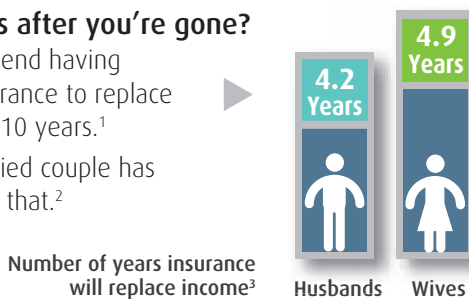 s after you’re gone?
end having
rance to replace
10 years.¹
ied couple has
that.²
4.2
Years
4.9
Years
Number of years insurance
will replace income³
Husbands
Wives